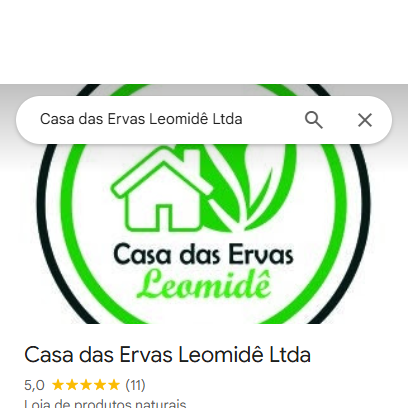 Casa das Ervas Leomidê Ltda
Casa das Ervas
Leomidê
Casa das Ervas Leomidê Ltda
5,0 (11)
Loja de produtos naturais